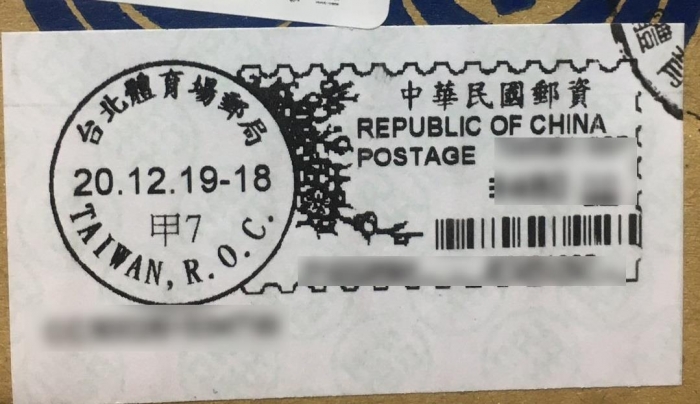 台北體育場郵局
20.12.19-18
甲7
TAIWAN, R.O.C.
中華民國郵資
REPUBLIC OF CHINA
POSTAGE